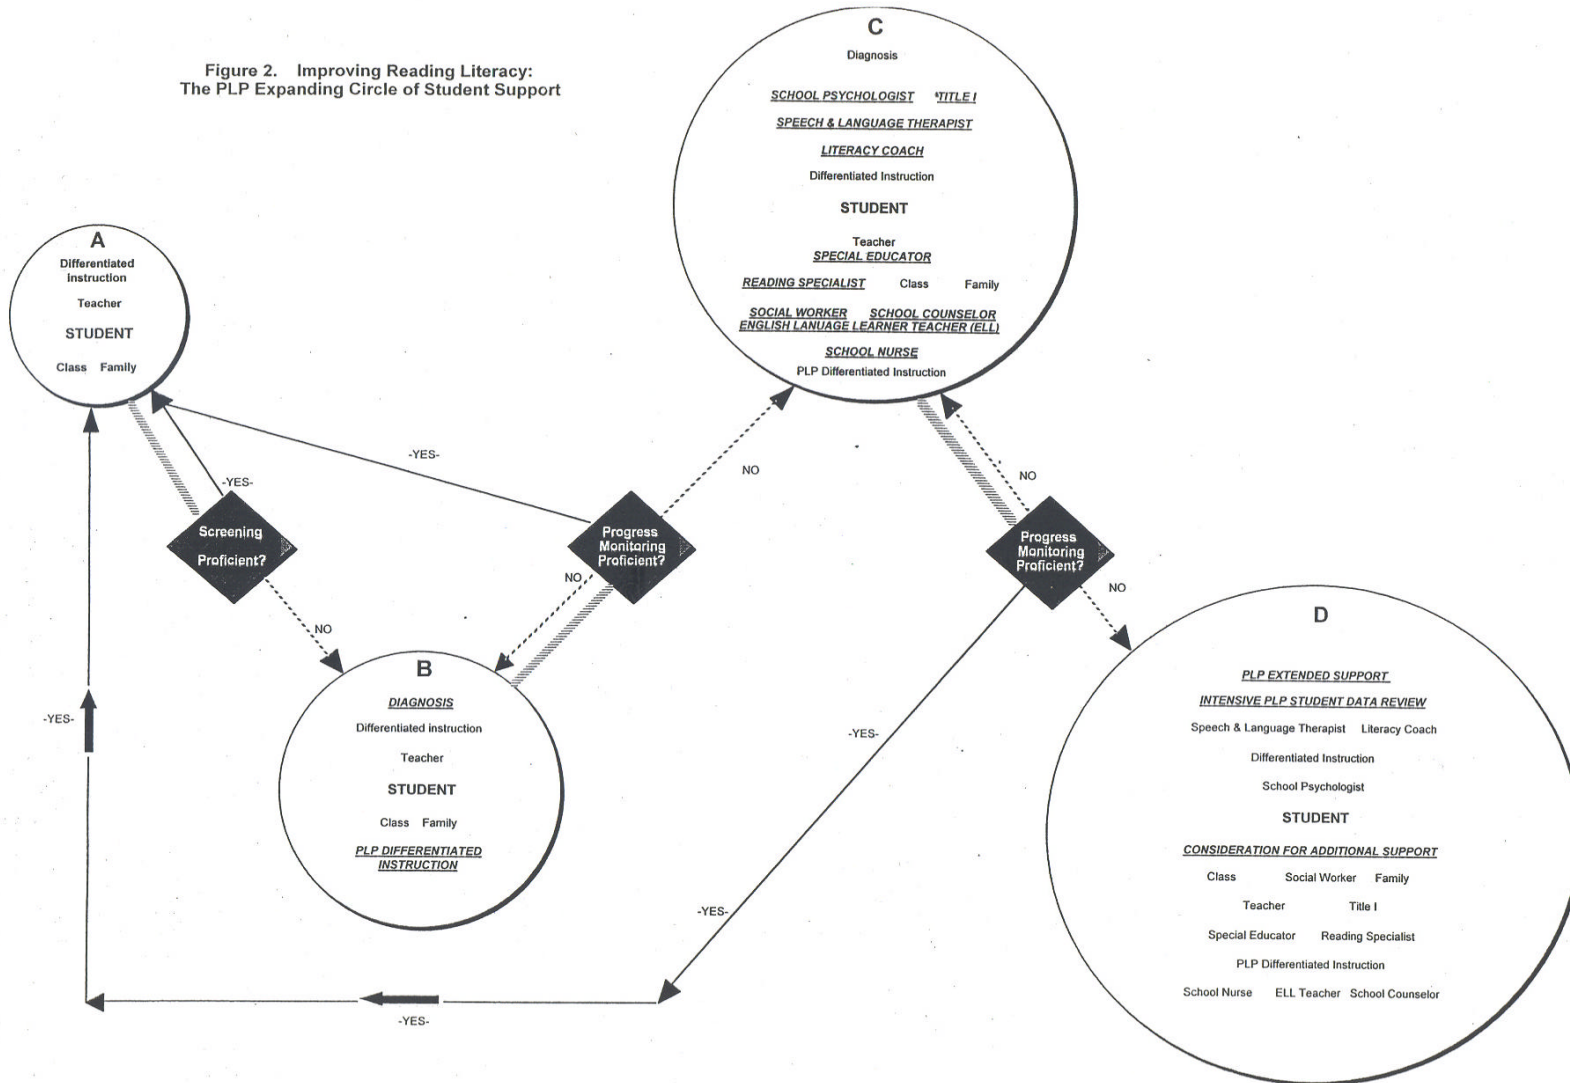 Figure 2. Improving Reading Literacy:
The PLP Expanding Circle of Student Support
A
Differentiated
Instruction
Teacher
STUDENT
Class Family
-YES-
Screening
Proficient?
NO
B
DIAGNOSIS
Differentiated instruction
Teacher
STUDENT
Class Family
PLP DIFFERENTIATED
INSTRUCTION
-YES-
Progress
Monitoring
Proficient?
NO
NO
C
Diagnosis
SCHOOL PSYCHOLOGIST *TITLE I
SPEECH & LANGUAGE THERAPIST
LITERACY COACH
Differentiated Instruction
STUDENT
Teacher
SPECIAL EDUCATOR
READING SPECIALIST Class Family
SOCIAL WORKER SCHOOL COUNSELOR
ENGLISH LANUAGE LEARNER TEACHER (ELL)
SCHOOL NURSE
PLP Differentiated Instruction
NO
Progress
Monitoring
Proficient?
NO
-YES-
-YES-
-YES-
-YES-
D
PLP EXTENDED SUPPORT
INTENSIVE PLP STUDENT DATA REVIEW
Speech & Language Therapist Literacy Coach
Differentiated Instruction
School Psychologist
STUDENT
CONSIDERATION FOR ADDITIONAL SUPPORT
Class Social Worker Family
Teacher Title I
Special Educator Reading Specialist
PLP Differentiated Instruction
School Nurse ELL Teacher School Counselor